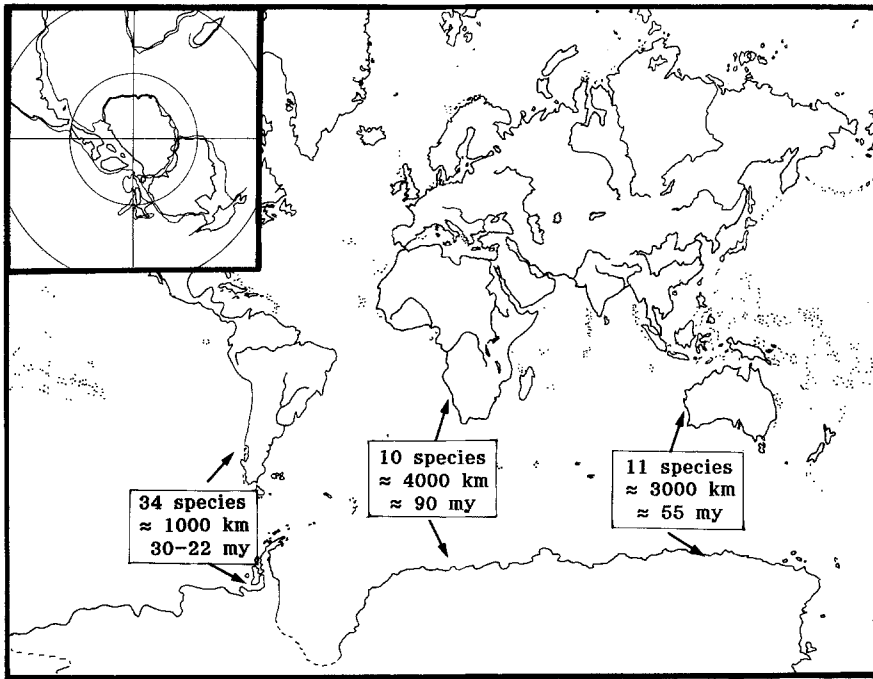 34 species
≈ 1000 km
30-22 my
10 species
≈ 4000 km
≈ 90 my
11 species
≈ 3000 km
≈ 55 my